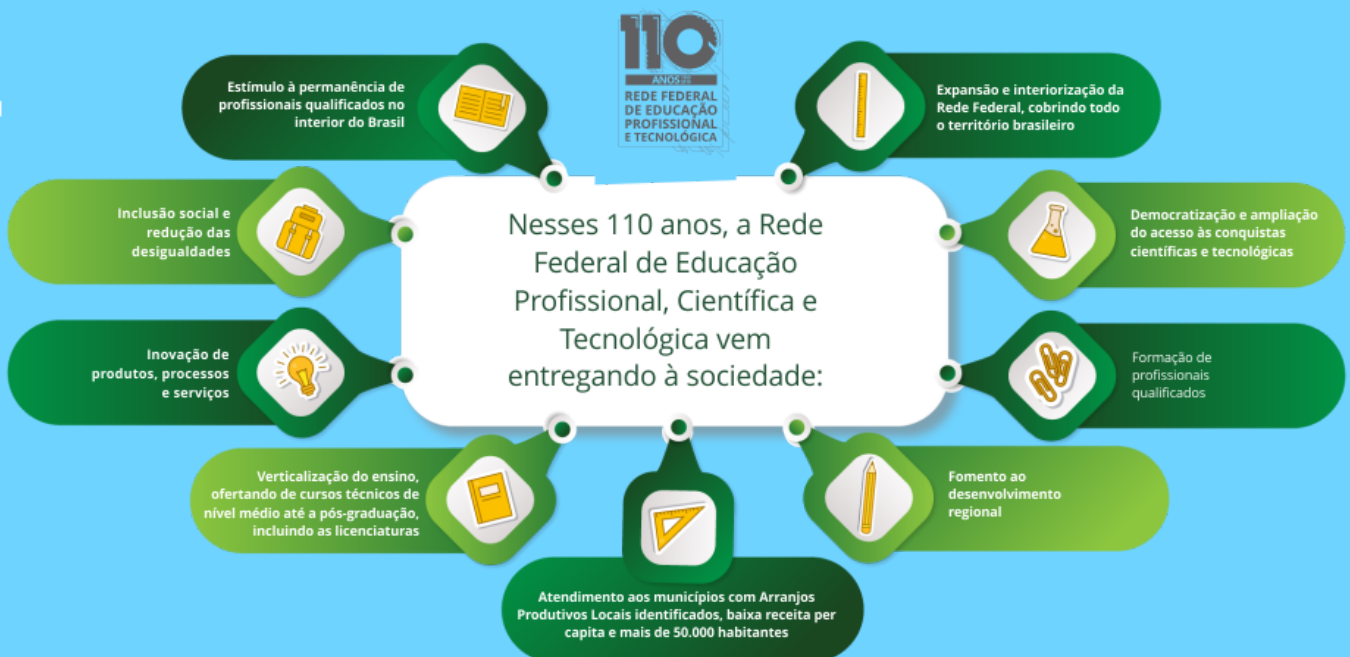 110
ANOS
REDE FEDERAL
DE EDUCAÇÃO
PROFISSIONAL
E TECNOLÓGICA
Estímulo à permanência de
profissionais qualificados no
interior do Brasil
Expansão e interiorização da
Rede Federal, cobrindo todo
o território brasileiro
Inclusão social e
redução das
desigualdades
Nesses 110 anos, a Rede
Federal de Educação
Profissional, Científica e
Tecnológica vem
entregando à sociedade:
Democratização e ampliação
do acesso às conquistas
científicas e tecnológicas
Inovação de
produtos, processos
e serviços
Formação de
profissionais
qualificados
Verticalização do ensino,
ofertando de cursos técnicos de
nível médio até a pós-graduação,
incluindo as licenciaturas
Fomento ao
desenvolvimento
regional
Atendimento aos municípios com Arranjos
Produtivos Locais identificados, baixa receita per
capita e mais de 50.000 habitantes